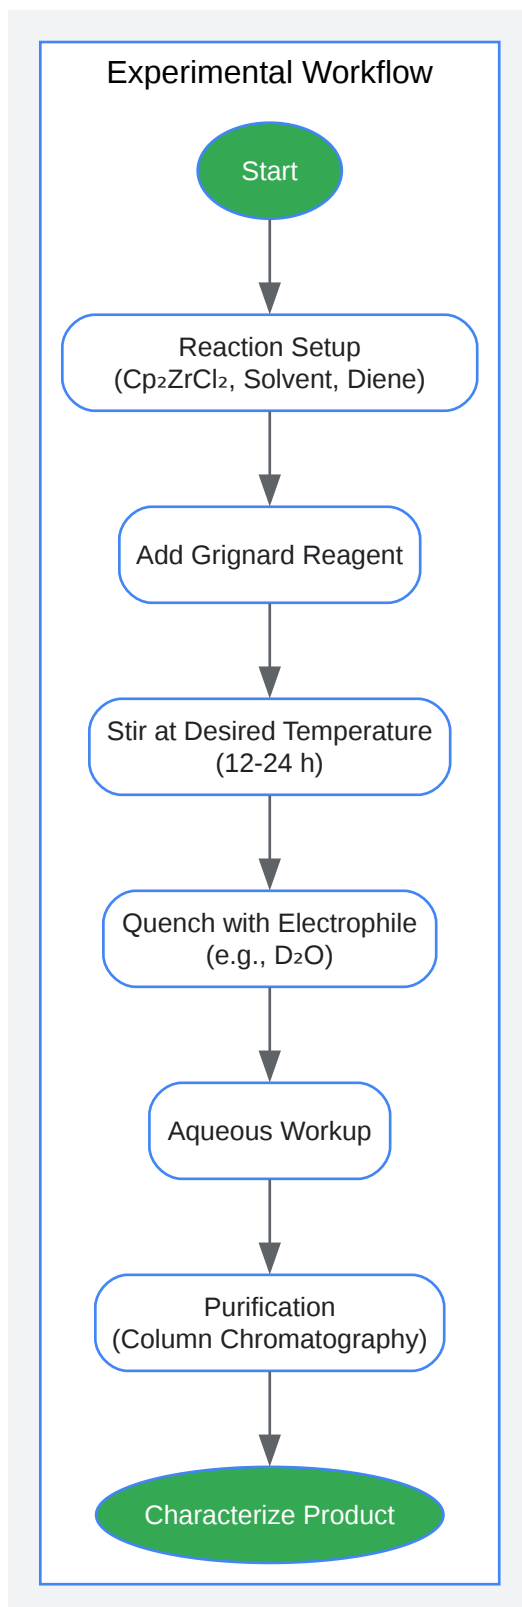 Experimental Workflow
Start
Reaction Setup
(Cp₂ZrCl₂, Solvent, Diene)
Add Grignard Reagent
Stir at Desired Temperature
(12-24 h)
Quench with Electrophile
(e.g., D₂O)
Aqueous Workup
Purification
(Column Chromatography)
Characterize Product